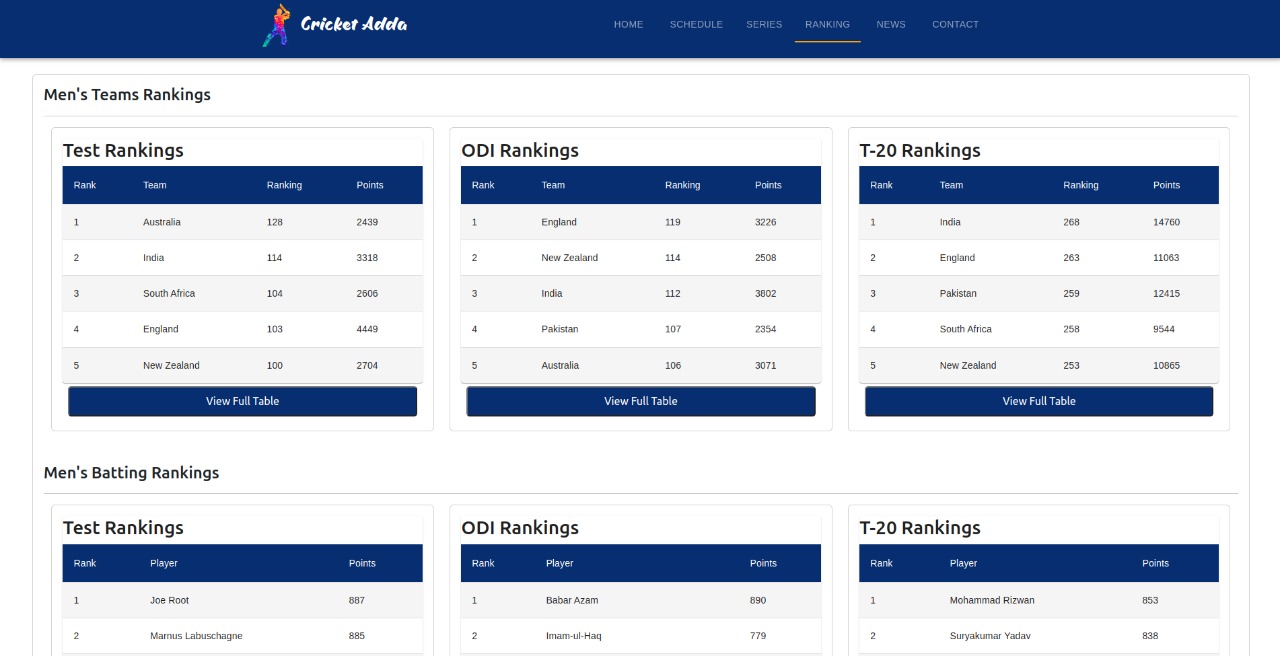 Cricket Adda HOME SCHEDULE SERIES RANKING NEWS CONTACT
Men's Teams Rankings
Test Rankings
Rank Team Ranking Points
1 Australia 128 2439
2 India 114 3318
3 South Africa 104 2606
4 England 103 4449
5 New Zealand 100 2704
View Full Table
ODI Rankings
Rank Team Ranking Points
1 England 119 3226
2 New Zealand 114 2508
3 India 112 3802
4 Pakistan 107 2354
5 Australia 106 3071
View Full Table
T-20 Rankings
Rank Team Ranking Points
1 India 268 14760
2 England 263 11063
3 Pakistan 259 12415
4 South Africa 258 9544
5 New Zealand 253 10865
View Full Table
Men's Batting Rankings
Test Rankings
Rank Player Points
1 Joe Root 887
2 Marnus Labuschagne 885
ODI Rankings
Rank Player Points
1 Babar Azam 890
2 Imam-ul-Haq 779
T-20 Rankings
Rank Player Points
1 Mohammad Rizwan 853
2 Suryakumar Yadav 838